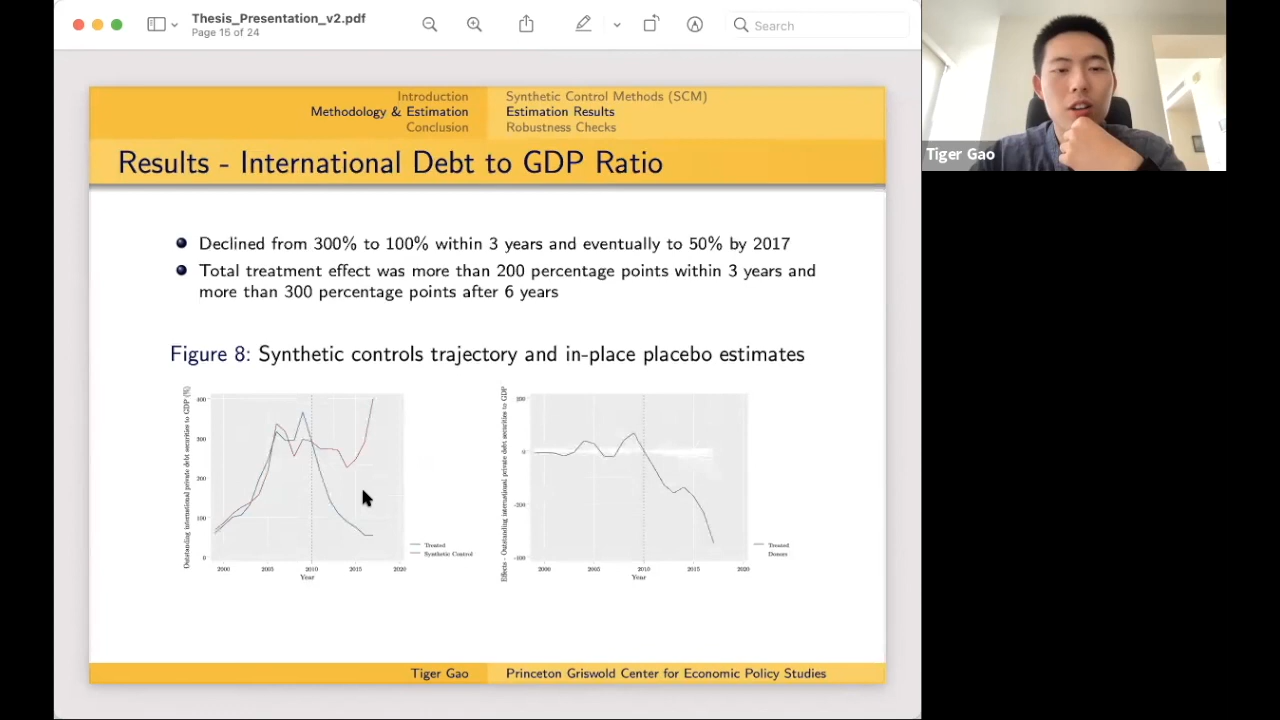 Thesis_Presentation_v2.pdf
Page 15 of 24
Search
Introduction
Methodology & Estimation
Conclusion
Synthetic Control Methods (SCM)
Estimation Results
Robustness Checks
Results - International Debt to GDP Ratio
Declined from 300% to 100% within 3 years and eventually to 50% by 2017
Total treatment effect was more than 200 percentage points within 3 years and
more than 300 percentage points after 6 years
Figure 8: Synthetic controls trajectory and in-place placebo estimates
Outstanding international private debt securities to GDP (%)
400
300
200
100
0
2000
2005
2010
2015
2020
Year
Treated
Synthetic Control
Effects - Outstanding international private debt securities to GDP
200
0
-200
2000
2005
2010
2015
2020
Year
Treated
Donors
Tiger Gao
Princeton Griswold Center for Economic Policy Studies
Tiger Gao